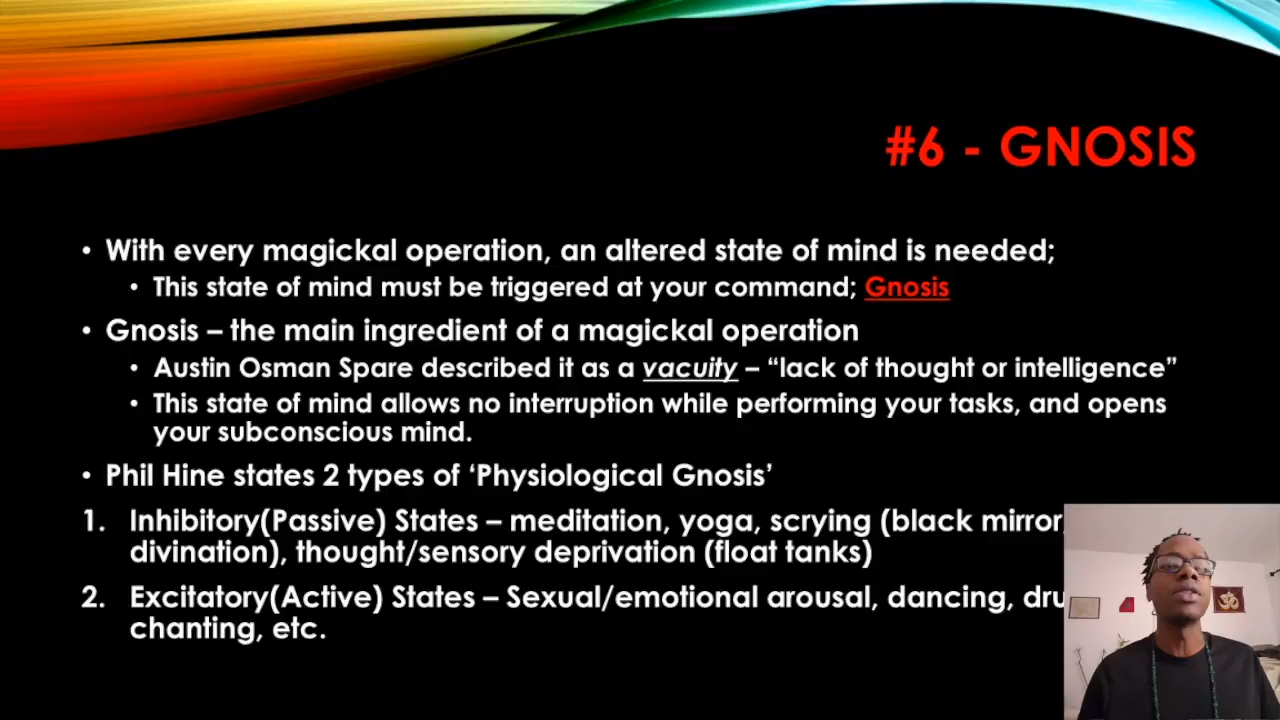 #6 - GNOSIS
• With every magickal operation, an altered state of mind is needed;
• This state of mind must be triggered at your command; Gnosis
• Gnosis – the main ingredient of a magickal operation
• Austin Osman Spare described it as a vacuity – “lack of thought or intelligence”
• This state of mind allows no interruption while performing your tasks, and opens
your subconscious mind.
• Phil Hine states 2 types of ‘Physiological Gnosis’
1. Inhibitory(Passive) States – meditation, yoga, scrying (black mirror,
divination), thought/sensory deprivation (float tanks)
2. Excitatory(Active) States – Sexual/emotional arousal, dancing,
chanting, etc.